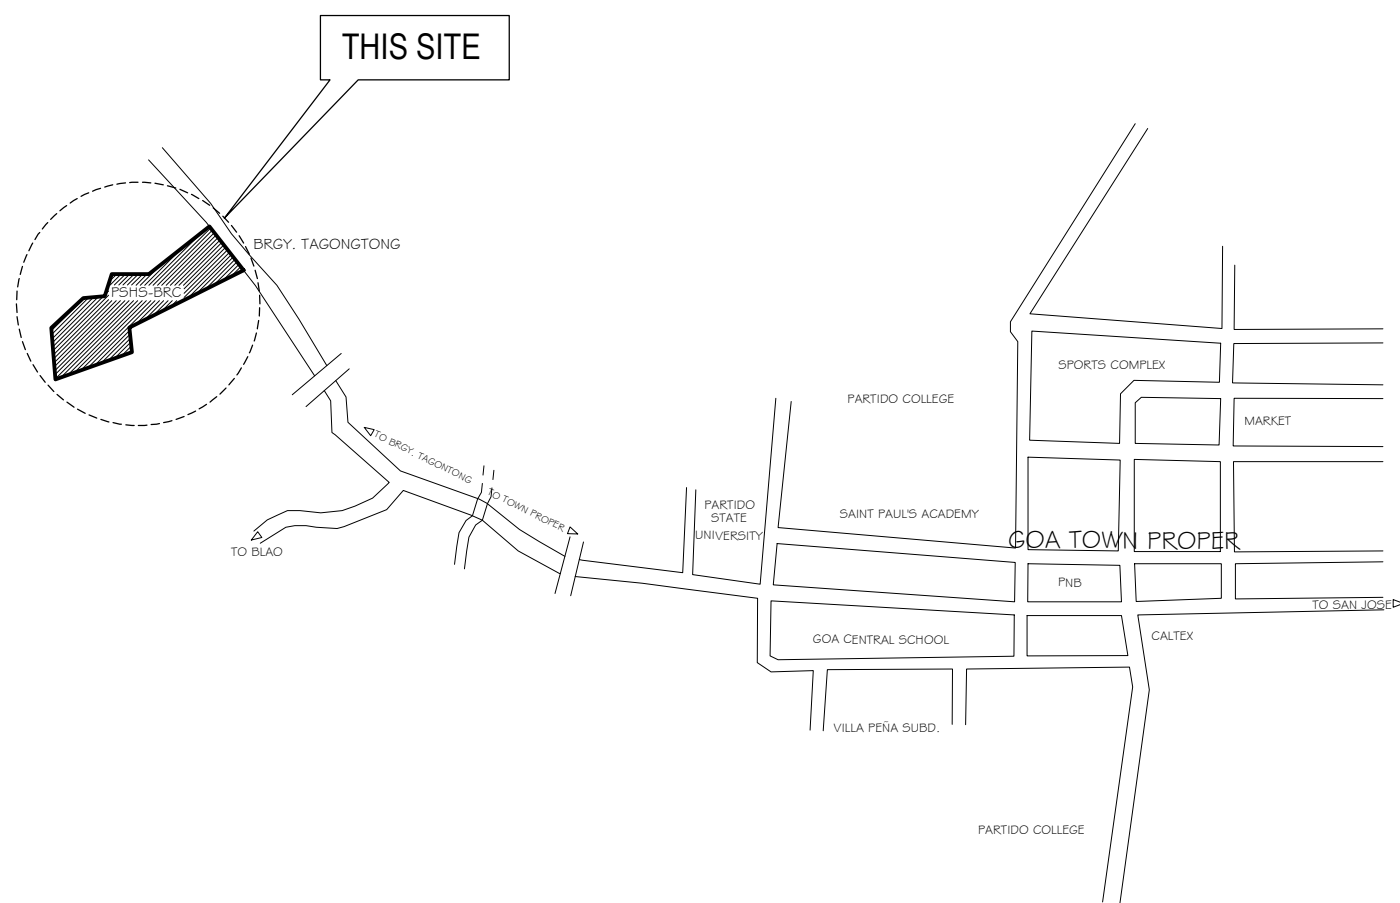 THIS SITE
BRGY. TAGONGTONG
PSHS-BRC
SPORTS COMPLEX
PARTIDO COLLEGE
MARKET
TO BRGY. TAGONTONG
TO TOWN PROPER
PARTIDO
STATE
UNIVERSITY
SAINT PAUL'S ACADEMY
GOA TOWN PROPER
TO BLAO
PNB
TO SAN JOSE
GOA CENTRAL SCHOOL
CALTEX
VILLA PEÑA SUBD.
PARTIDO COLLEGE